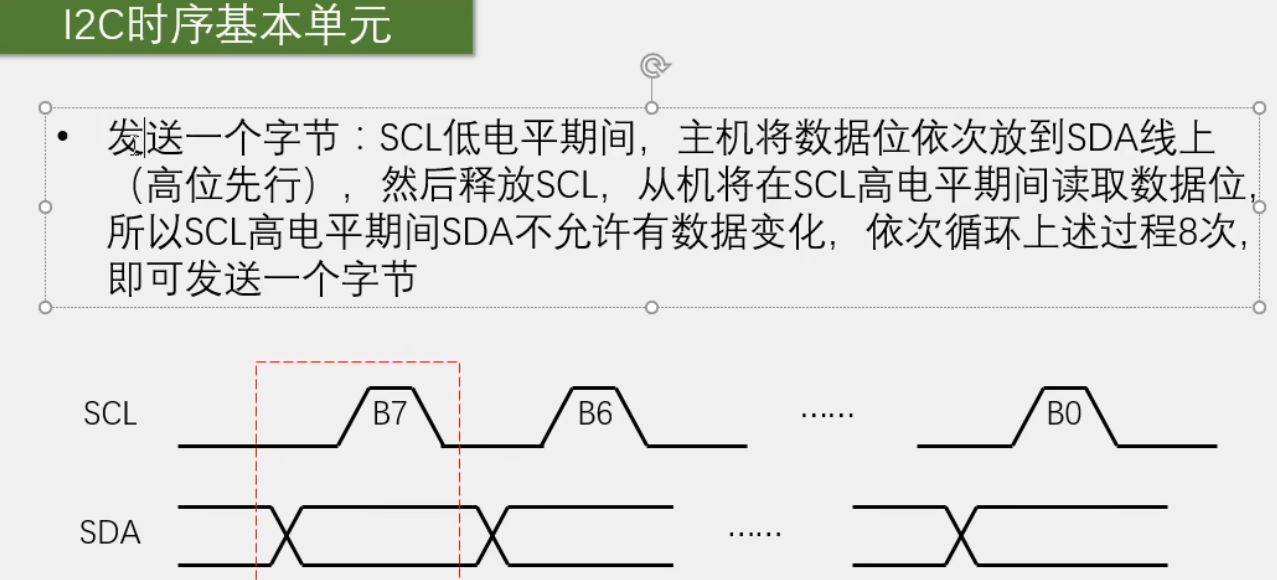 I2C时序基本单元
• 发送一个字节：SCL低电平期间，主机将数据位依次放到SDA线上
（高位先行），然后释放SCL，从机将在SCL高电平期间读取数据位，
所以SCL高电平期间SDA不允许有数据变化，依次循环上述过程8次，
即可发送一个字节
SCL B7 B6 …… B0
SDA ……